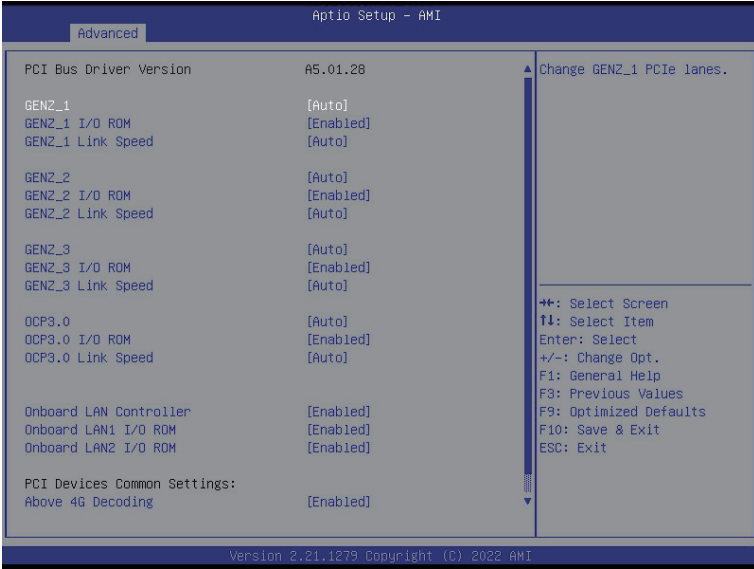 Aptio Setup – AMI
Advanced
PCI Bus Driver Version A5.01.28
GENZ_1 [Auto]
GENZ_1 I/O ROM [Enabled]
GENZ_1 Link Speed [Auto]
GENZ_2 [Auto]
GENZ_2 I/O ROM [Enabled]
GENZ_2 Link Speed [Auto]
GENZ_3 [Auto]
GENZ_3 I/O ROM [Enabled]
GENZ_3 Link Speed [Auto]
OCP3.0 [Auto]
OCP3.0 I/O ROM [Enabled]
OCP3.0 Link Speed [Auto]
Onboard LAN Controller [Enabled]
Onboard LAN1 I/O ROM [Enabled]
Onboard LAN2 I/O ROM [Enabled]
PCI Devices Common Settings:
Above 4G Decoding [Enabled]
Change GENZ_1 PCIe lanes.
→←: Select Screen
↑↓: Select Item
Enter: Select
+/-: Change Opt.
F1: General Help
F3: Previous Values
F9: Optimized Defaults
F10: Save & Exit
ESC: Exit
Version 2.21.1279 Copyright (C) 2022 AMI